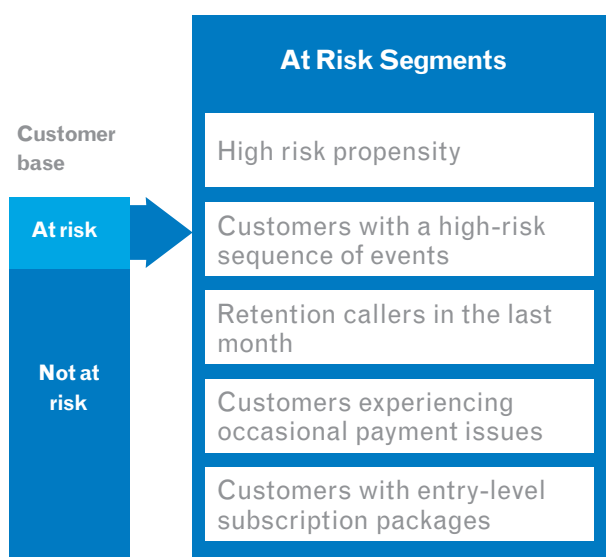 At Risk Segments
Customer
base
At risk
Not at
risk
High risk propensity
Customers with a high-risk
sequence of events
Retention callers in the last
month
Customers experiencing
occasional payment issues
Customers with entry-level
subscription packages